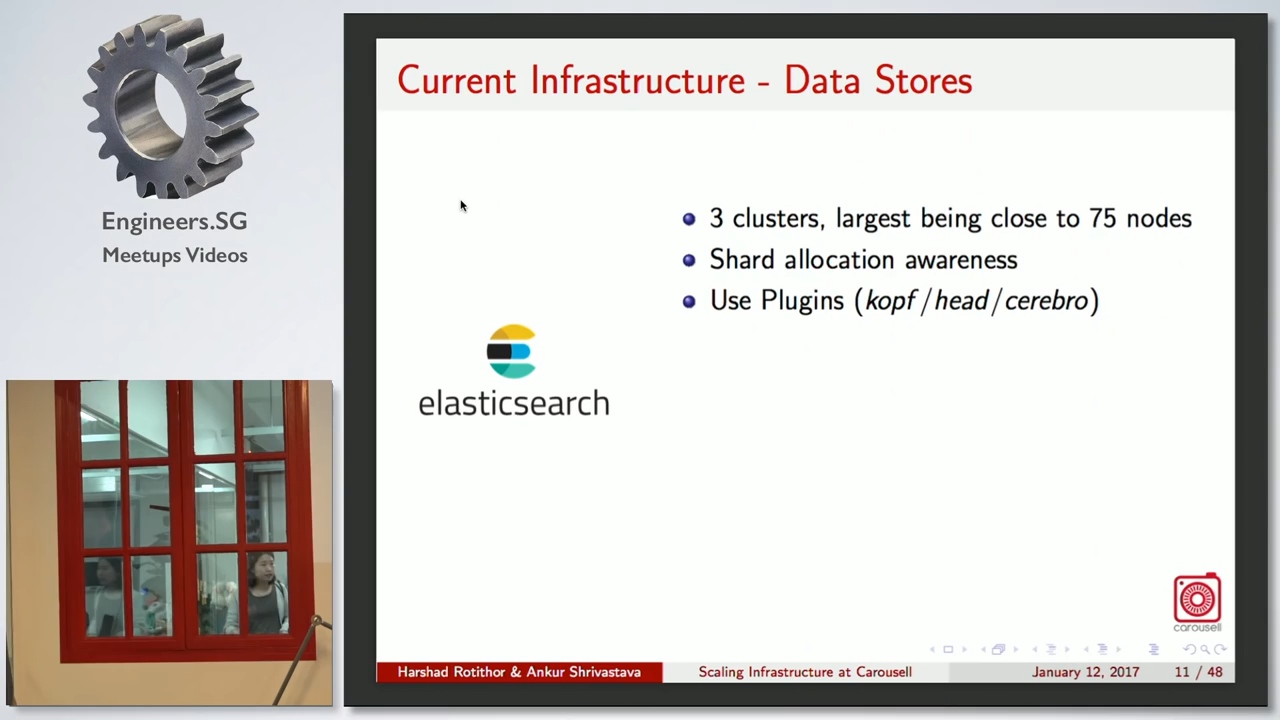 Engineers.SG
Meetups Videos
Current Infrastructure - Data Stores
3 clusters, largest being close to 75 nodes
Shard allocation awareness
Use Plugins (kopf/head/cerebro)
elasticsearch
carousell
Harshad Rotithor & Ankur Shrivastava
Scaling Infrastructure at Carousell
January 12, 2017
11 / 48